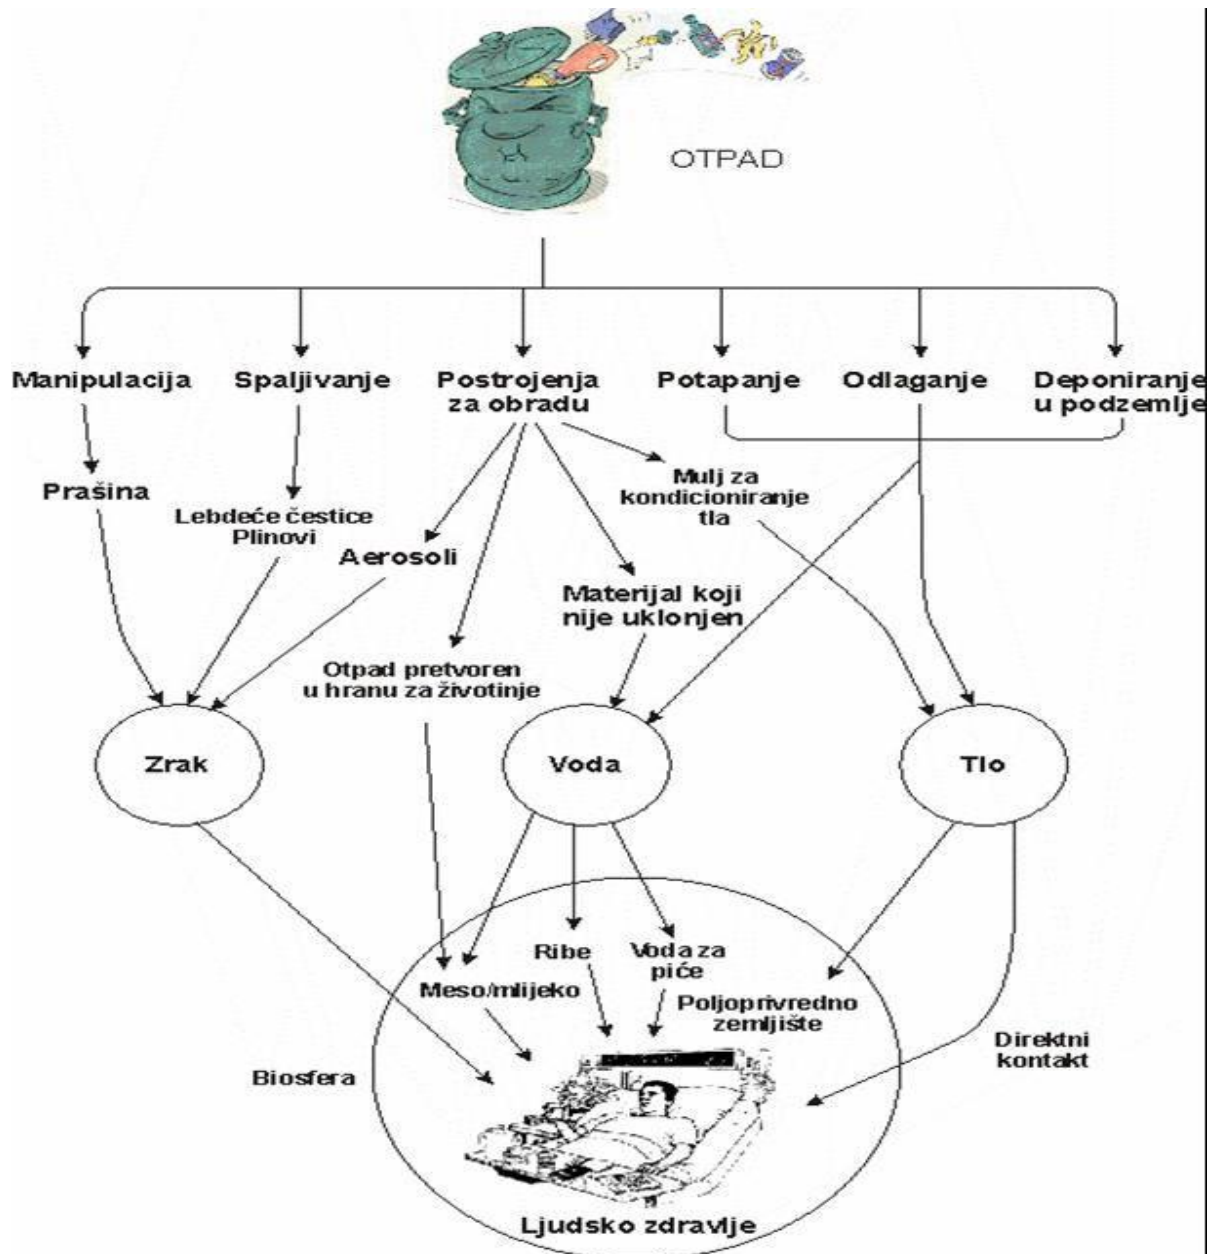 OTPAD
Manipulacija
Spaljivanje
Postrojenja
za obradu
Potapanje
Odlaganje
Deponiranje
u podzemlje
Prašina
Lebdeće čestice
Plinovi
Aerosoli
Mulj za
kondicioniranje
tla
Materijal koji
nije uklonjen
Otpad pretvoren
u hranu za životinje
Zrak
Voda
Tlo
Ribe
Voda za
piće
Meso/mlijeko
Poljoprivredno
zemljište
Direktni
kontakt
Biosfera
Ljudsko zdravlje